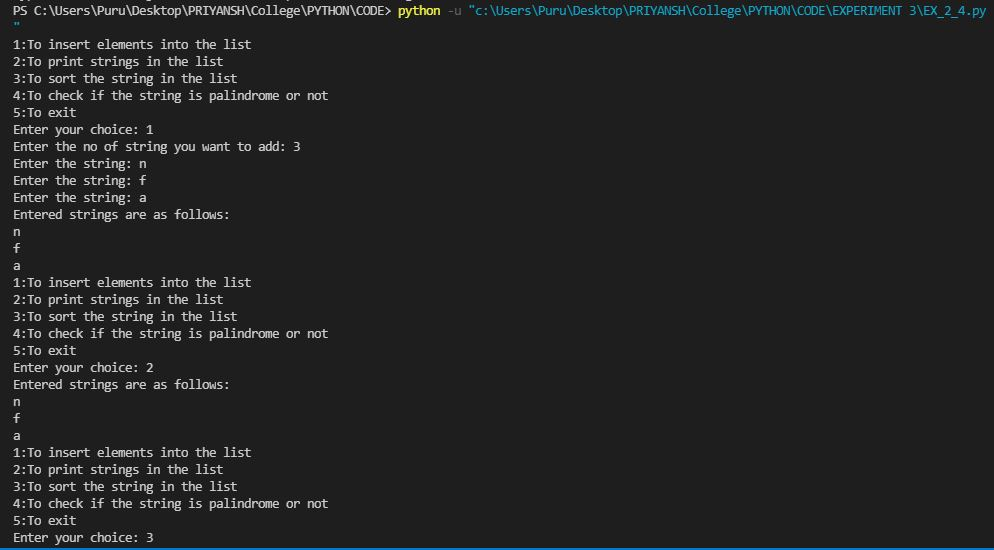 PS C:\Users\Puru\Desktop\PRIYANSH\College\PYTHON\CODE> python -u "c:\Users\Puru\Desktop\PRIYANSH\College\PYTHON\CODE\EXPERIMENT 3\EX_2_4.py
"
1:To insert elements into the list
2:To print strings in the list
3:To sort the string in the list
4:To check if the string is palindrome or not
5:To exit
Enter your choice: 1
Enter the no of string you want to add: 3
Enter the string: n
Enter the string: f
Enter the string: a
Entered strings are as follows:
n
f
a
1:To insert elements into the list
2:To print strings in the list
3:To sort the string in the list
4:To check if the string is palindrome or not
5:To exit
Enter your choice: 2
Entered strings are as follows:
n
f
a
1:To insert elements into the list
2:To print strings in the list
3:To sort the string in the list
4:To check if the string is palindrome or not
5:To exit
Enter your choice: 3